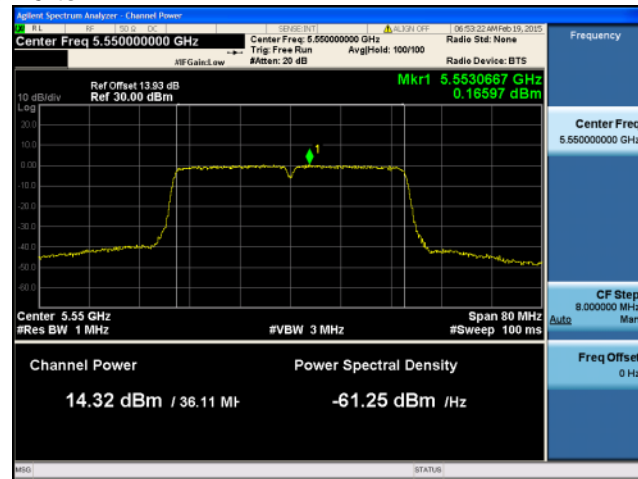 Agilent Spectrum Analyzer - Channel Power
RL RF 50 Ω DC SENSE:INT ALIGN OFF 06:53:22 AM Feb 19, 2015
Center Freq 5.550000000 GHz
Center Freq: 5.550000000 GHz Radio Std: None
Trig: Free Run Avg|Hold: 100/100
#IFGain:Low #Atten: 20 dB Radio Device: BTS
Frequency
Mkr1 5.5530667 GHz
0.16597 dBm
Ref Offset 13.93 dB
10 dB/div Ref 30.00 dBm
Log
20.0
10.0
0.00
-10.0
-20.0
-30.0
-40.0
-50.0
-60.0
1
Center 5.55 GHz Span 80 MHz
#Res BW 1 MHz #VBW 3 MHz #Sweep 100 ms
Channel Power Power Spectral Density
14.32 dBm / 36.11 MH -61.25 dBm /Hz
Center Freq
5.550000000 GHz
CF Step
8.000000 MHz
Auto Man
Freq Offset
0 Hz
MSG STATUS